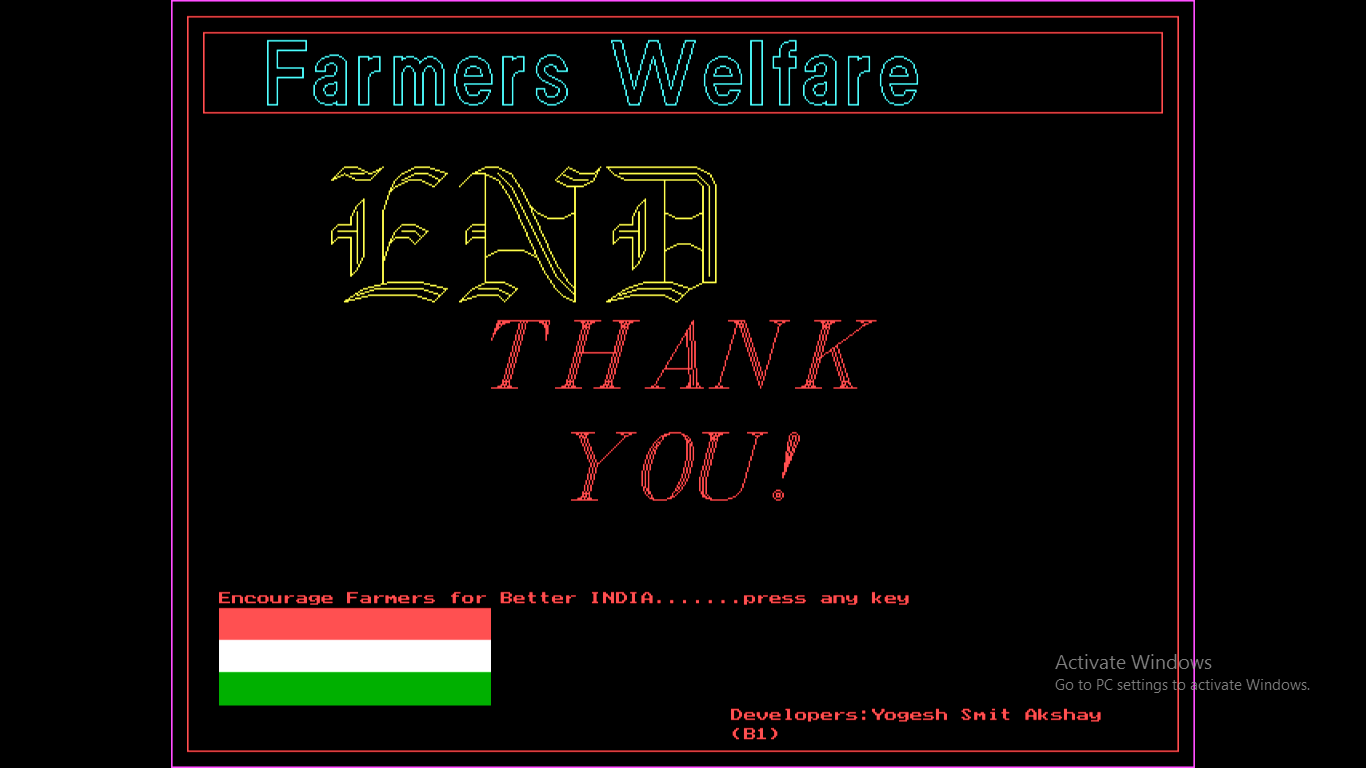 Farmers Welfare
END
THANK
YOU!
Encourage Farmers for Better INDIA.......press any key
Activate Windows
Go to PC settings to activate Windows.
Developers:Yogesh Smit Akshay
(B1)